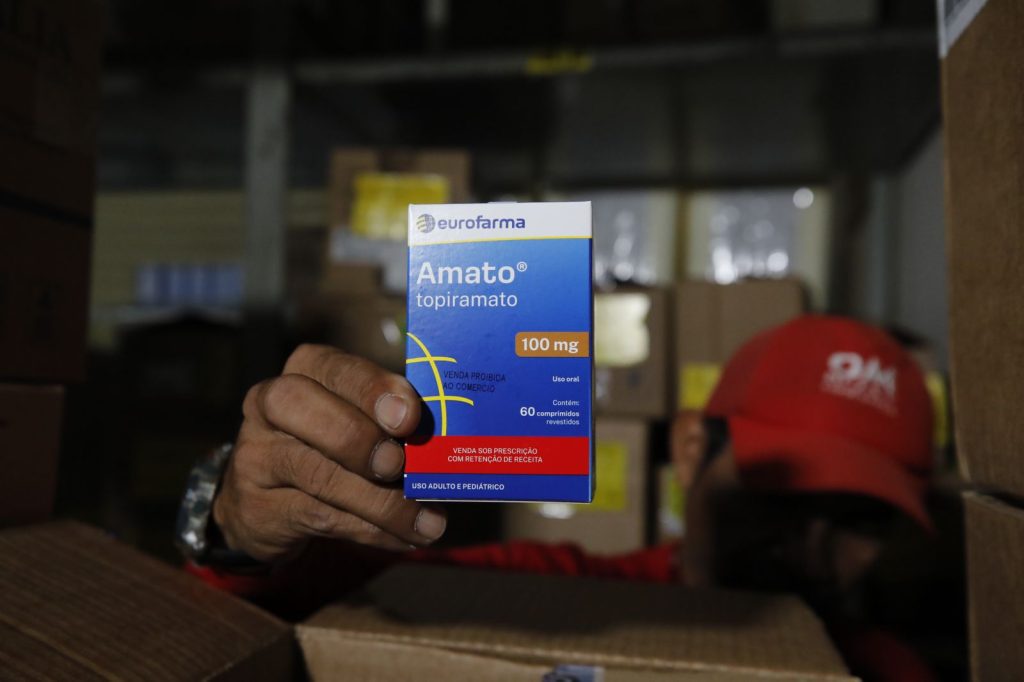 eurofarma
Amato®
topiramato
100 mg
VENDA PROIBIDA
AO COMÉRCIO
Uso oral
Contém:
60 comprimidos
revestidos
VENDA SOB PRESCRIÇÃO
COM RETENÇÃO DE RECEITA
USO ADULTO E PEDIÁTRICO